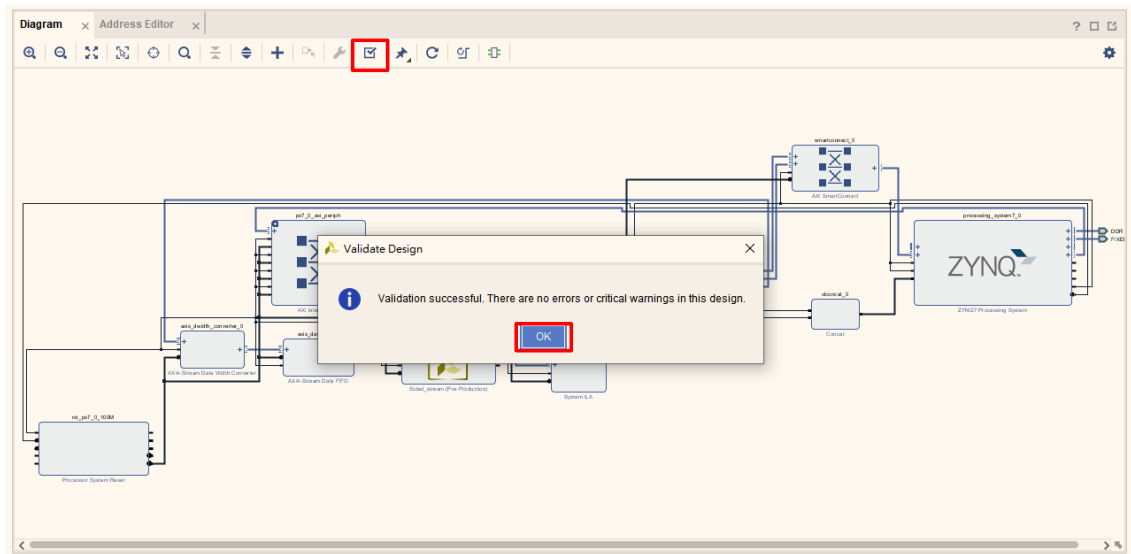 Diagram × Address Editor ×
smartconnect_0
AXI SmartConnect
ps7_0_axi_periph
processing_system7_0
DDR
ZYNQ
ZYNQ7 Processing System
Validate Design
Validation successful. There are no errors or critical warnings in this design.
OK
xlconcat_0
Concat
axis_dwidth_converter_0
AXI4-Stream Data Width Converter
AXI4-Stream Data FIFO
Sobel_xstream (Pre-Production)
System ILA
rst_ps7_0_100M
Processor System Reset